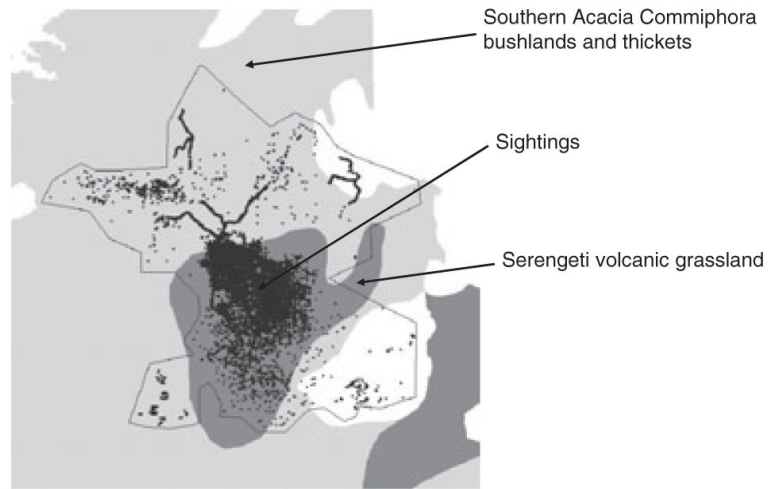 Southern Acacia Commiphora
bushlands and thickets
Sightings
Serengeti volcanic grassland